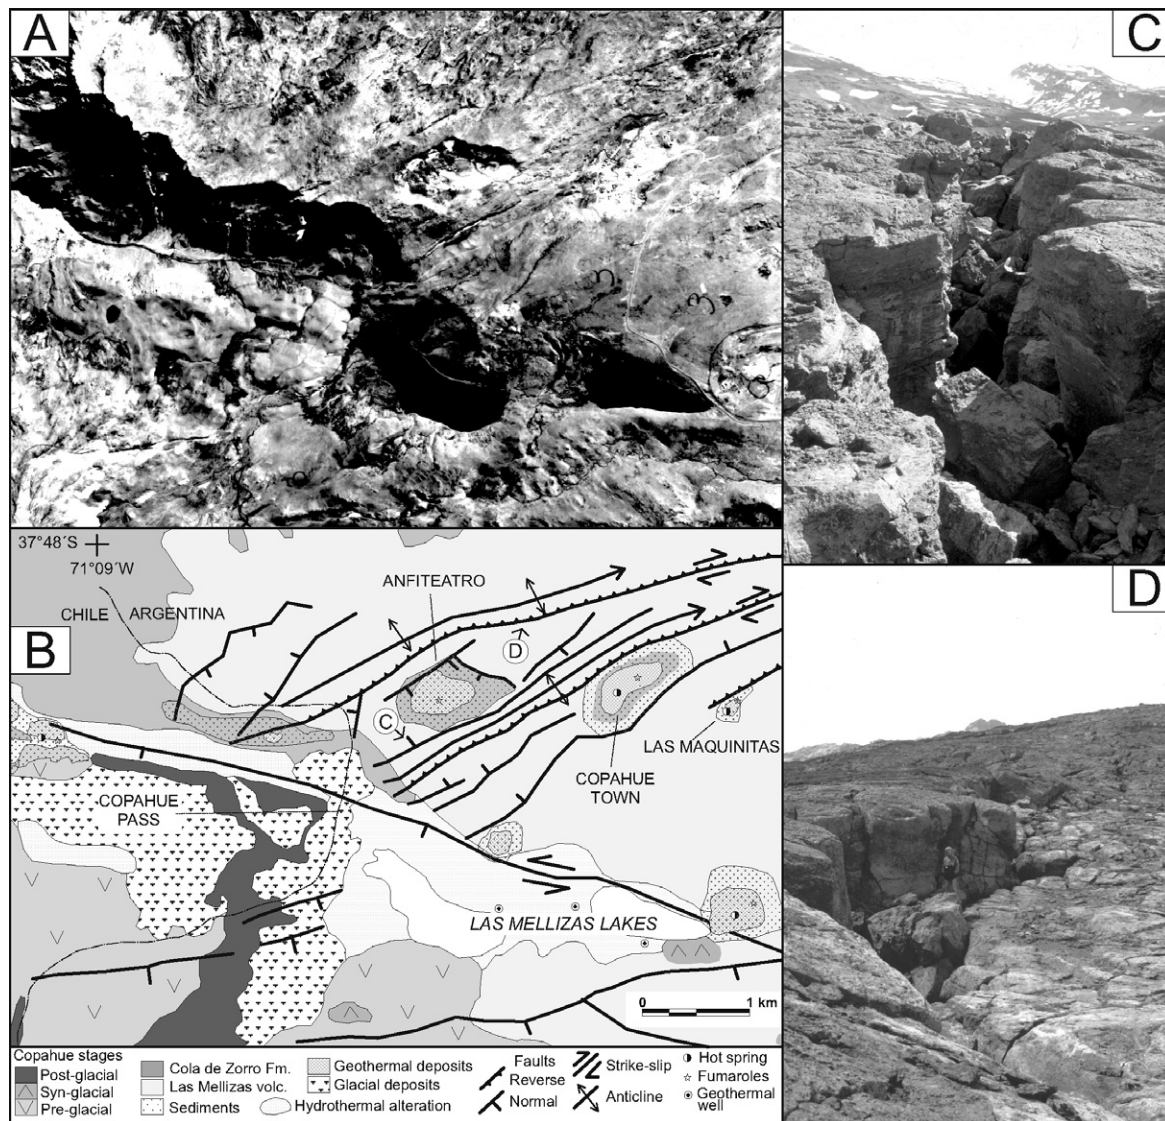 A
C
37°48´S
71°09´W
CHILE ARGENTINA
ANFITEATRO
B
D
C
LAS MAQUINITAS
COPAHUE
TOWN
COPAHUE
PASS
LAS MELLIZAS LAKES
0 1 km
D
Copahue stages
Post-glacial
Syn-glacial
Pre-glacial
Cola de Zorro Fm.
Las Mellizas volc.
Sediments
Geothermal deposits
Glacial deposits
Hydrothermal alteration
Faults
Reverse
Normal
Strike-slip
Anticline
Hot spring
Fumaroles
Geothermal
well